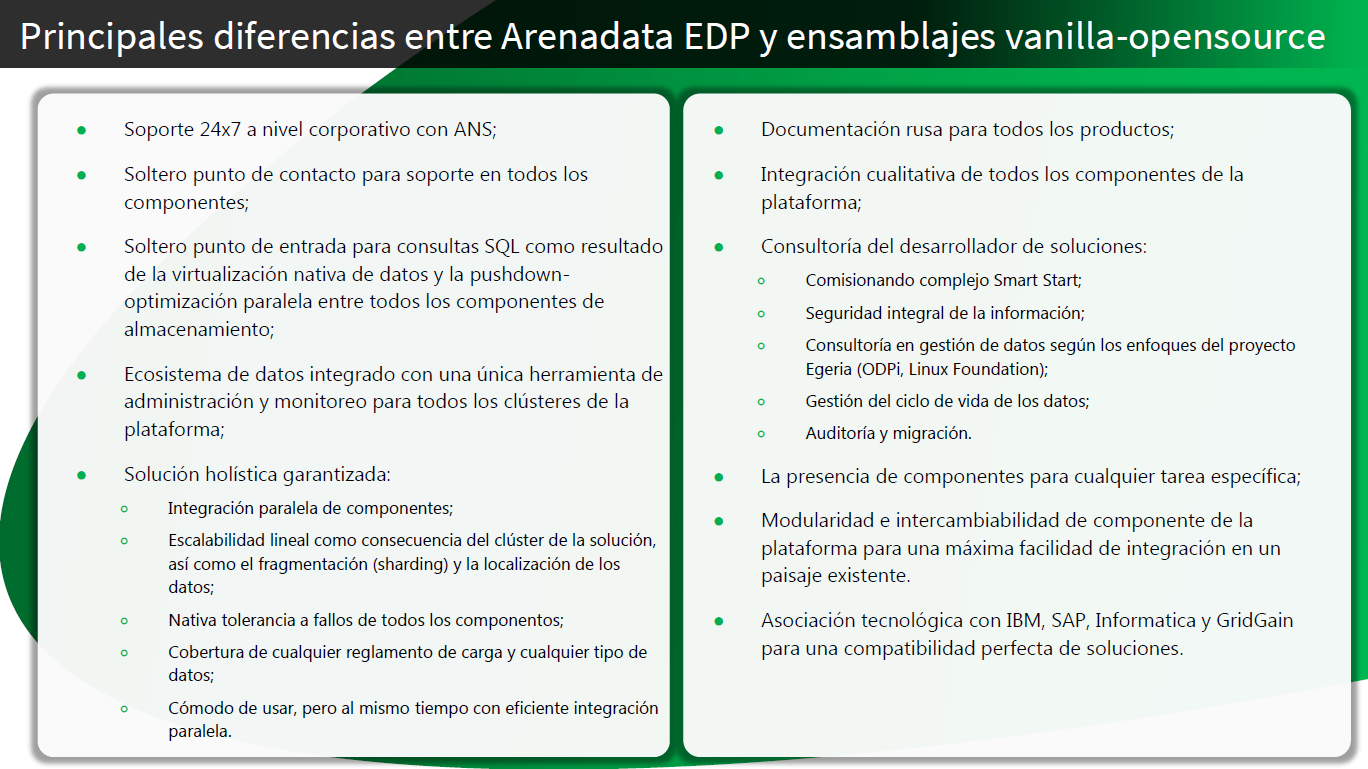 Principales diferencias entre Arenadata EDP y ensamblajes vanilla-opensource
● Soporte 24x7 a nivel corporativo con ANS;
● Soltero punto de contacto para soporte en todos los
componentes;
● Soltero punto de entrada para consultas SQL como resultado
de la virtualización nativa de datos y la pushdown-
optimización paralela entre todos los componentes de
almacenamiento;
● Ecosistema de datos integrado con una única herramienta de
administración y monitoreo para todos los clústeres de la
plataforma;
● Solución holística garantizada:
○ Integración paralela de componentes;
○ Escalabilidad lineal como consecuencia del clúster de la solución,
así como el fragmentación (sharding) y la localización de los
datos;
○ Nativa tolerancia a fallos de todos los componentos;
○ Cobertura de cualquier reglamento de carga y cualquier tipo de
datos;
○ Cómodo de usar, pero al mismo tiempo con eficiente integración
paralela.
● Documentación rusa para todos los productos;
● Integración cualitativa de todos los componentes de la
plataforma;
● Consultoría del desarrollador de soluciones:
○ Comisionando complejo Smart Start;
○ Seguridad integral de la información;
○ Consultoría en gestión de datos según los enfoques del proyecto
Egeria (ODPi, Linux Foundation);
○ Gestión del ciclo de vida de los datos;
○ Auditoría y migración.
● La presencia de componentes para cualquier tarea específica;
● Modularidad e intercambiabilidad de componente de la
plataforma para una máxima facilidad de integración en un
paisaje existente.
● Asociación tecnológica con IBM, SAP, Informatica y GridGain
para una compatibilidad perfecta de soluciones.